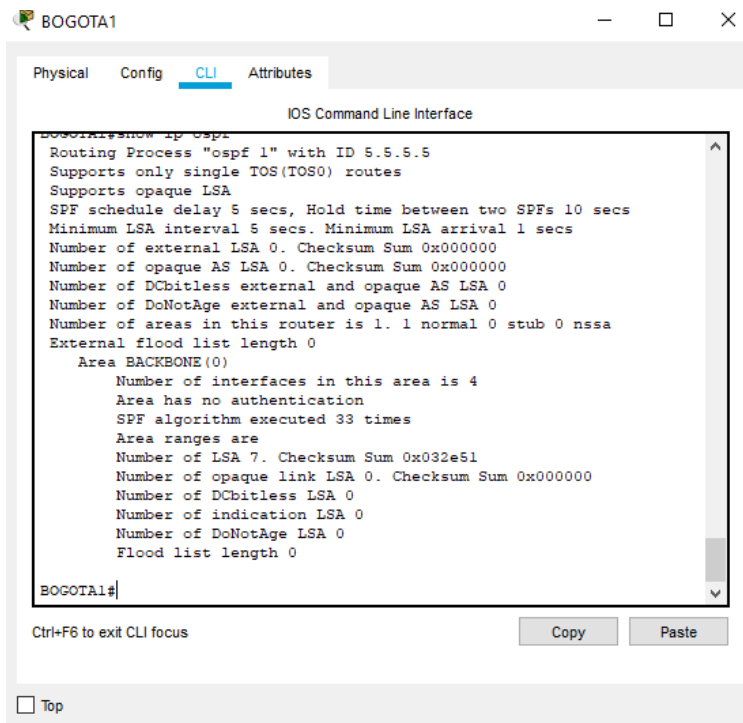 BOGOTA1
Physical Config CLI Attributes
IOS Command Line Interface
BOGOTA1#show ip ospf
Routing Process "ospf 1" with ID 5.5.5.5
Supports only single TOS(TOS0) routes
Supports opaque LSA
SPF schedule delay 5 secs, Hold time between two SPFs 10 secs
Minimum LSA interval 5 secs. Minimum LSA arrival 1 secs
Number of external LSA 0. Checksum Sum 0x000000
Number of opaque AS LSA 0. Checksum Sum 0x000000
Number of DCbitless external and opaque AS LSA 0
Number of DoNotAge external and opaque AS LSA 0
Number of areas in this router is 1. 1 normal 0 stub 0 nssa
External flood list length 0
Area BACKBONE(0)
Number of interfaces in this area is 4
Area has no authentication
SPF algorithm executed 33 times
Area ranges are
Number of LSA 7. Checksum Sum 0x032e51
Number of opaque link LSA 0. Checksum Sum 0x000000
Number of DCbitless LSA 0
Number of indication LSA 0
Number of DoNotAge LSA 0
Flood list length 0
BOGOTA1#
Ctrl+F6 to exit CLI focus
Copy Paste
Top